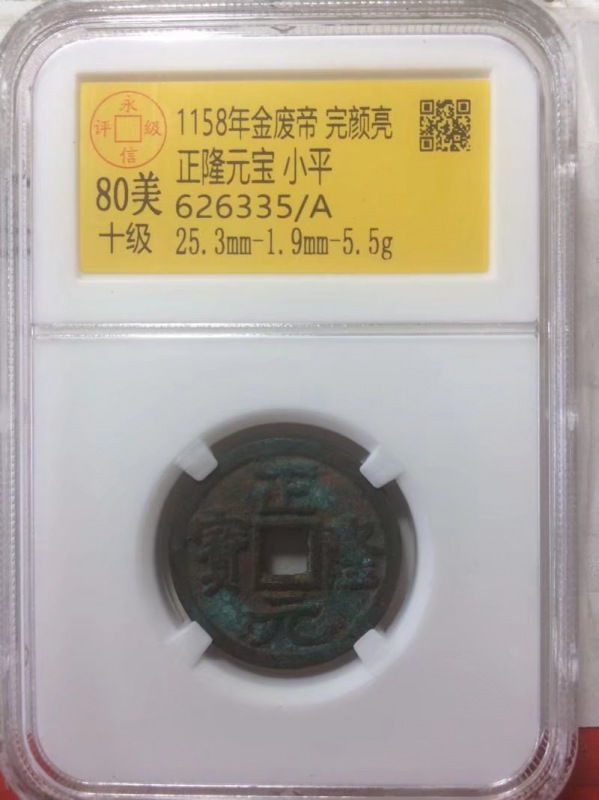 永
评 级
信
80美
十级
1158年金废帝 完颜亮
正隆元宝 小平
626335/A
25.3mm-1.9mm-5.5g
正
寶 隆
元